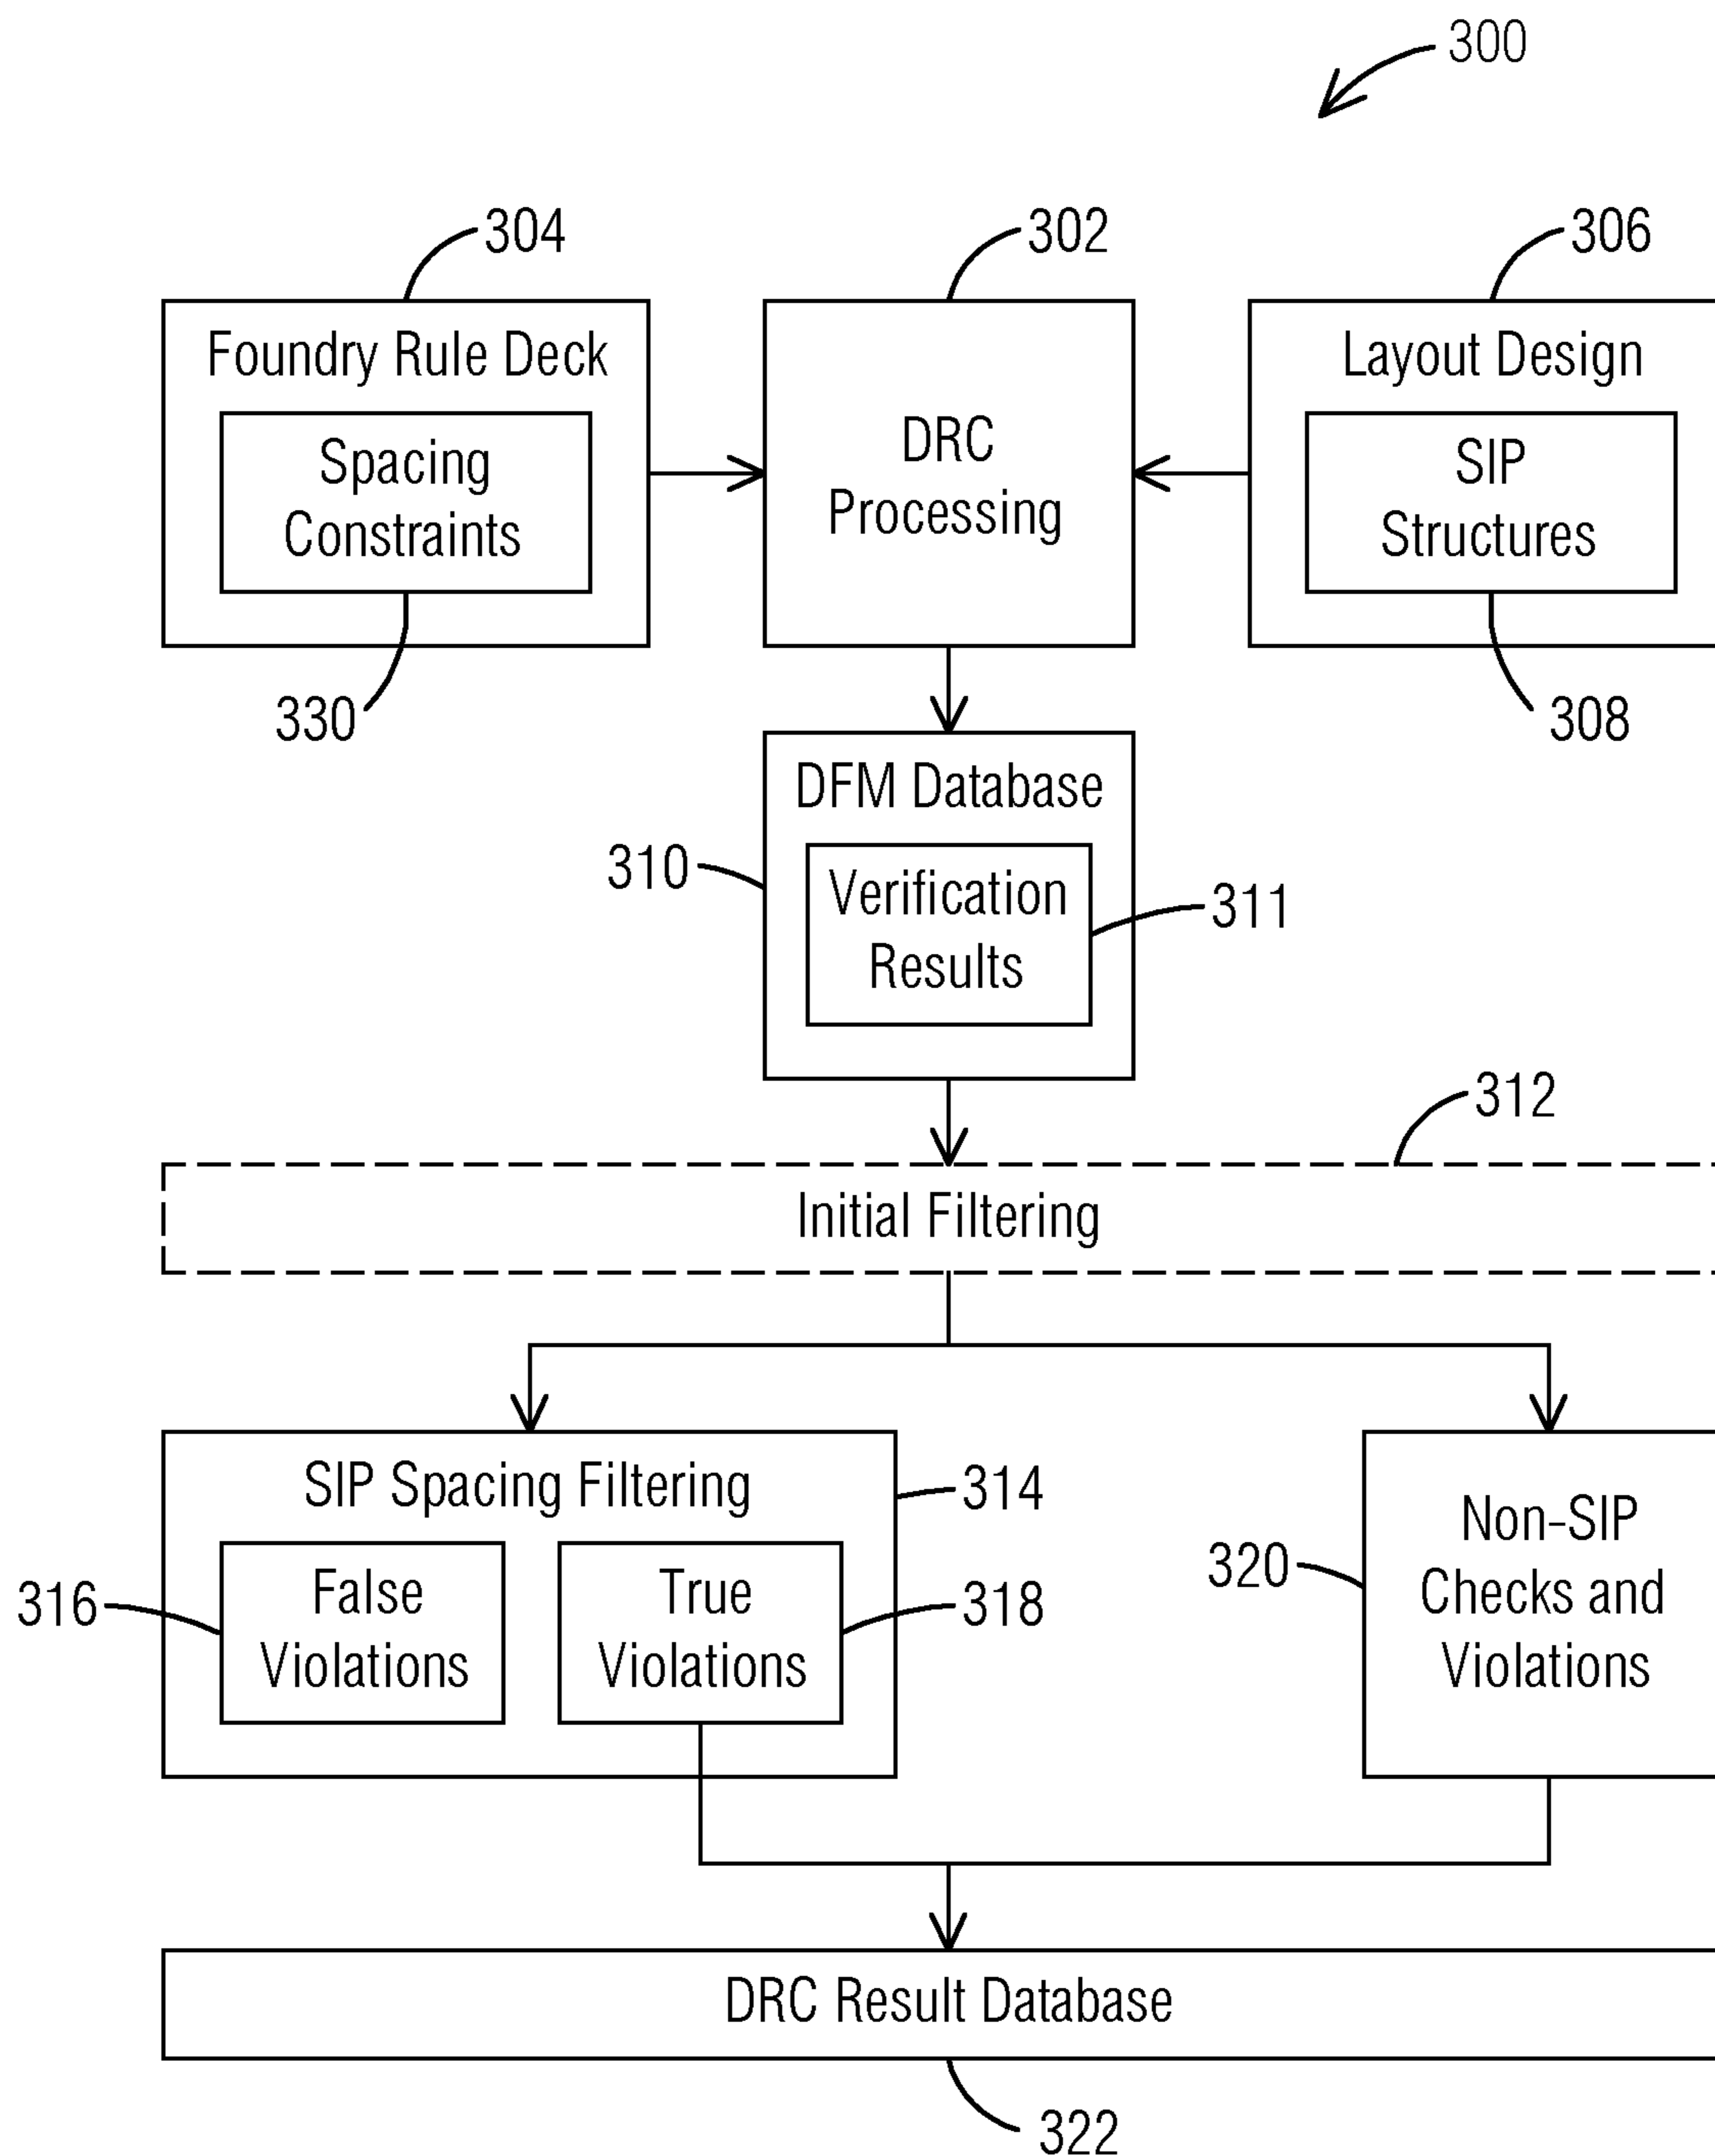 300
304
302
306
Foundry Rule Deck
Spacing
Constraints
DRC
Processing
Layout Design
SIP
Structures
330
308
DFM Database
310
Verification
Results
311
312
Initial Filtering
SIP Spacing Filtering
314
316
False
Violations
True
Violations
318
320
Non-SIP
Checks and
Violations
DRC Result Database
322